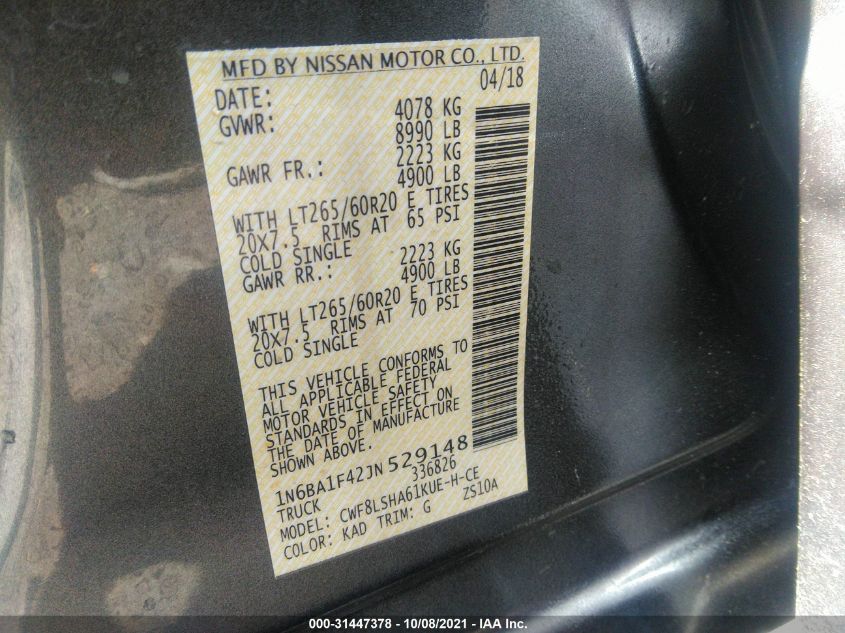 MFD BY NISSAN MOTOR CO., LTD.
DATE: 04/18
GVWR: 4078 KG
8990 LB
GAWR FR.: 2223 KG
4900 LB
WITH LT265/60R20 E TIRES
20X7.5 RIMS AT 65 PSI
COLD SINGLE
GAWR RR.: 2223 KG
4900 LB
WITH LT265/60R20 E TIRES
20X7.5 RIMS AT 70 PSI
COLD SINGLE
THIS VEHICLE CONFORMS TO
ALL APPLICABLE FEDERAL
MOTOR VEHICLE SAFETY
STANDARDS IN EFFECT ON
THE DATE OF MANUFACTURE
SHOWN ABOVE.
1N6BA1F42JN 529148
TRUCK 336826
MODEL: CWF8LSHA61KUE-H-CE
COLOR: KAD TRIM: G ZS10A
000-31447378 - 10/08/2021 - IAA Inc.